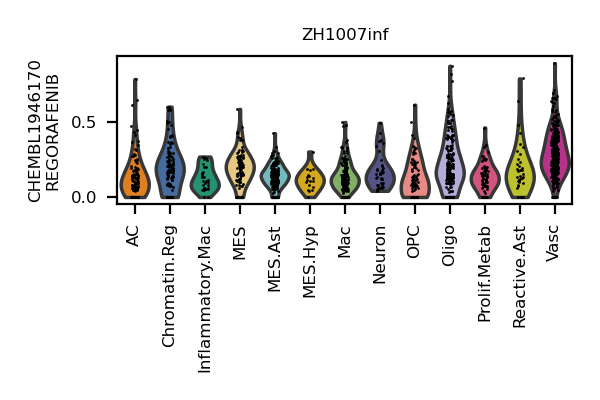 ZH1007inf
CHEMBL1946170
REGORAFENIB
0.5
0.0
AC
Chromatin.Reg
Inflammatory.Mac
MES
MES.Ast
MES.Hyp
Mac
Neuron
OPC
Oligo
Prolif.Metab
Reactive.Ast
Vasc